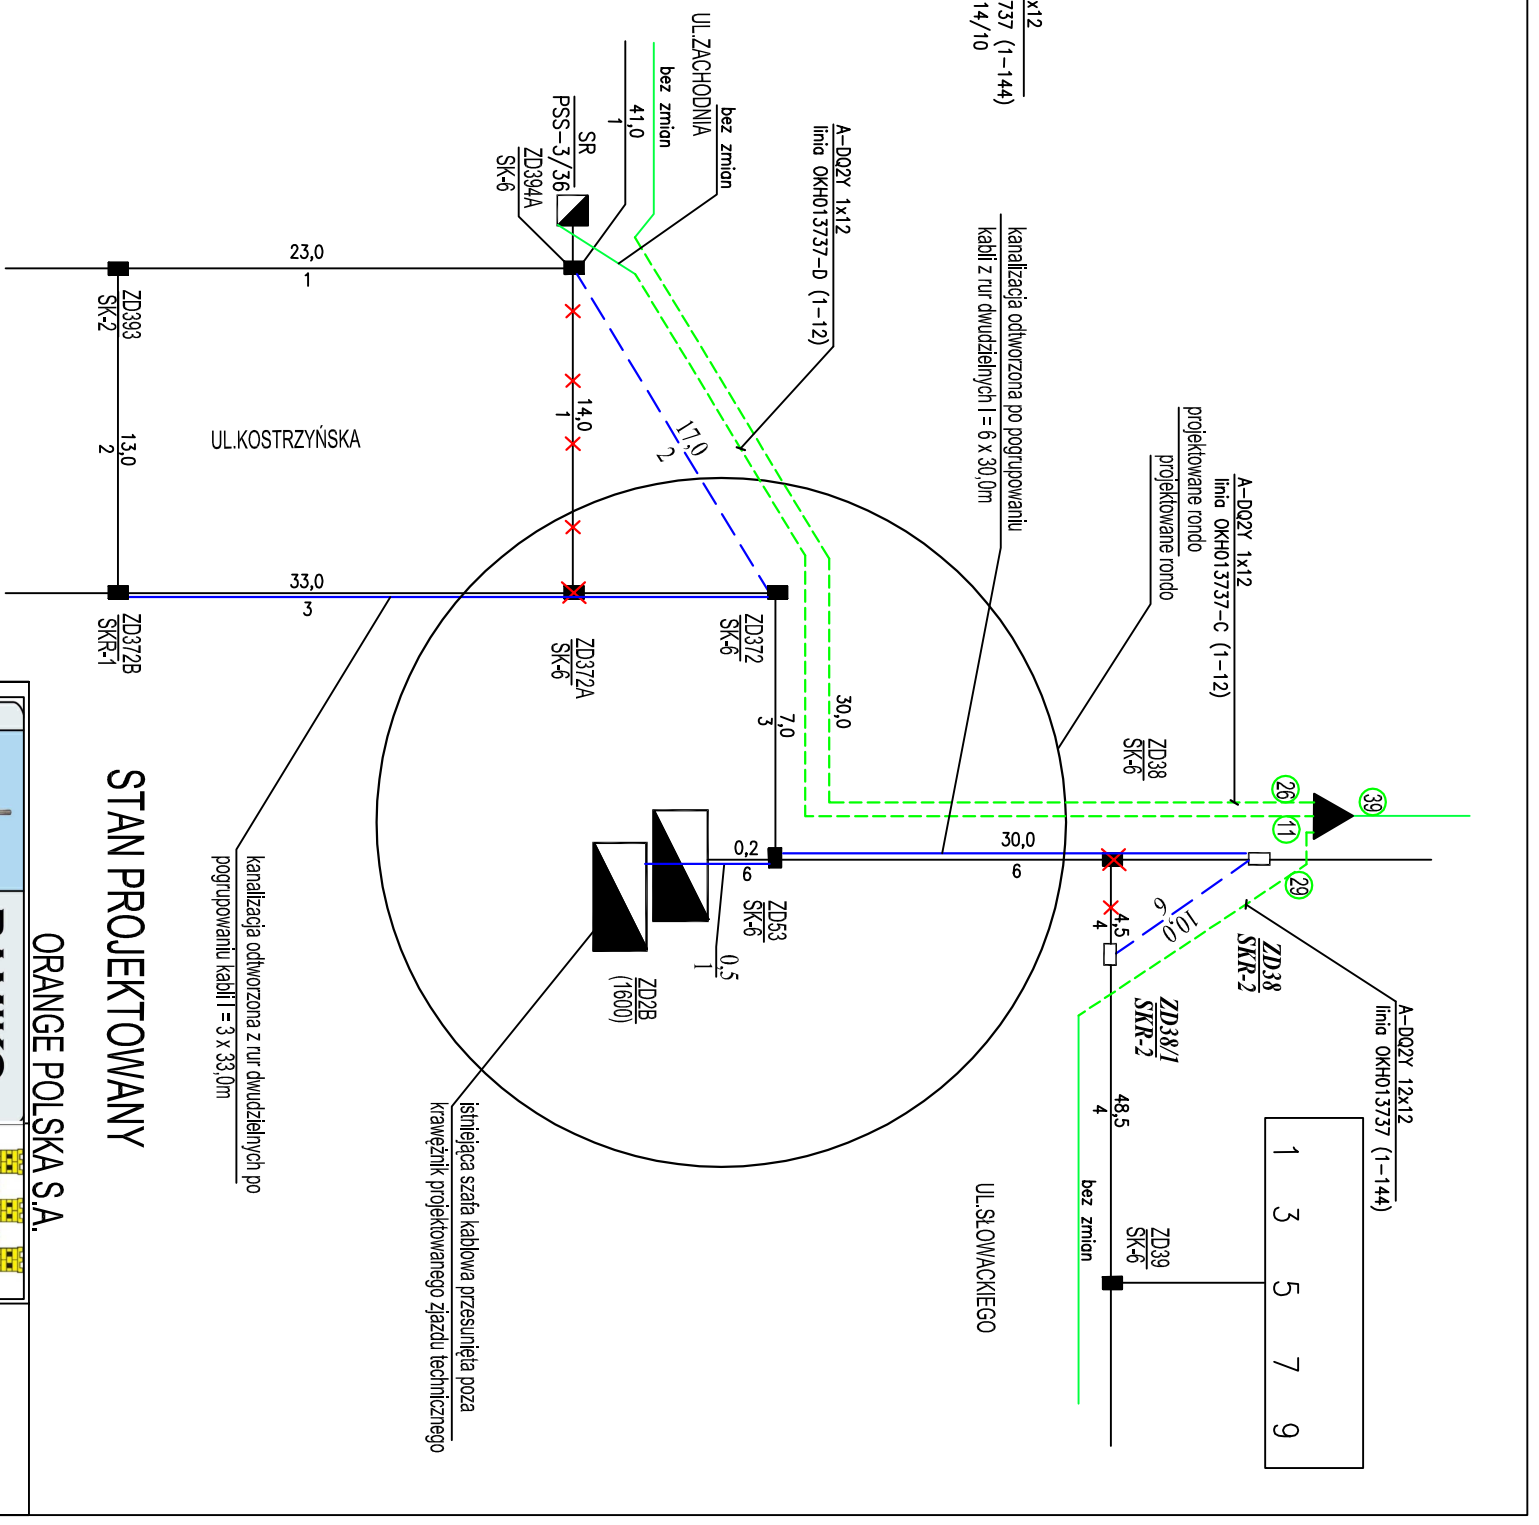 x12
737 (1-144)
14/10
UL.ZACHODNIA
bez zmian
bez zmian
41,0
1
SR
PSS-3/36
ZD394A
SK-6
A-DQ2Y 1x12
linia OKH013737-D (1-12)
kanalizacja odtworzona po pogrupowaniu
kabli z rur dwudzielnych l = 6 x 30,0m
projektowane rondo
projektowane rondo
A-DQ2Y 1x12
linia OKH013737-C (1-12)
23,0
1
ZD393
SK-2
13,0
2
UL.KOSTRZYŃSKA
14,0
1
17,0
2
33,0
3
ZD372B
SKR-1
ZD372A
SK-6
ZD372
SK-6
7,0
3
30,0
ZD38
SK-6
26
11
39
29
30,0
6
0,2
6
ZD53
SK-6
0,5
1
ZD2B
(1600)
4,5
4
10,0
6
ZD38
SKR-2
ZD38/1
SKR-2
A-DQ2Y 12x12
linia OKH013737 (1-144)
48,5
4
bez zmian
ZD39
SK-6
1 3 5 7 9
UL.SŁOWACKIEGO
istniejąca szafa kablowa przesunięta poza
krawężnik projektowanego zjazdu technicznego
kanalizacja odtworzona z rur dwudzielnych po
pogrupowaniu kabli l = 3 x 33,0m
STAN PROJEKTOWANY
ORANGE POLSKA S.A.